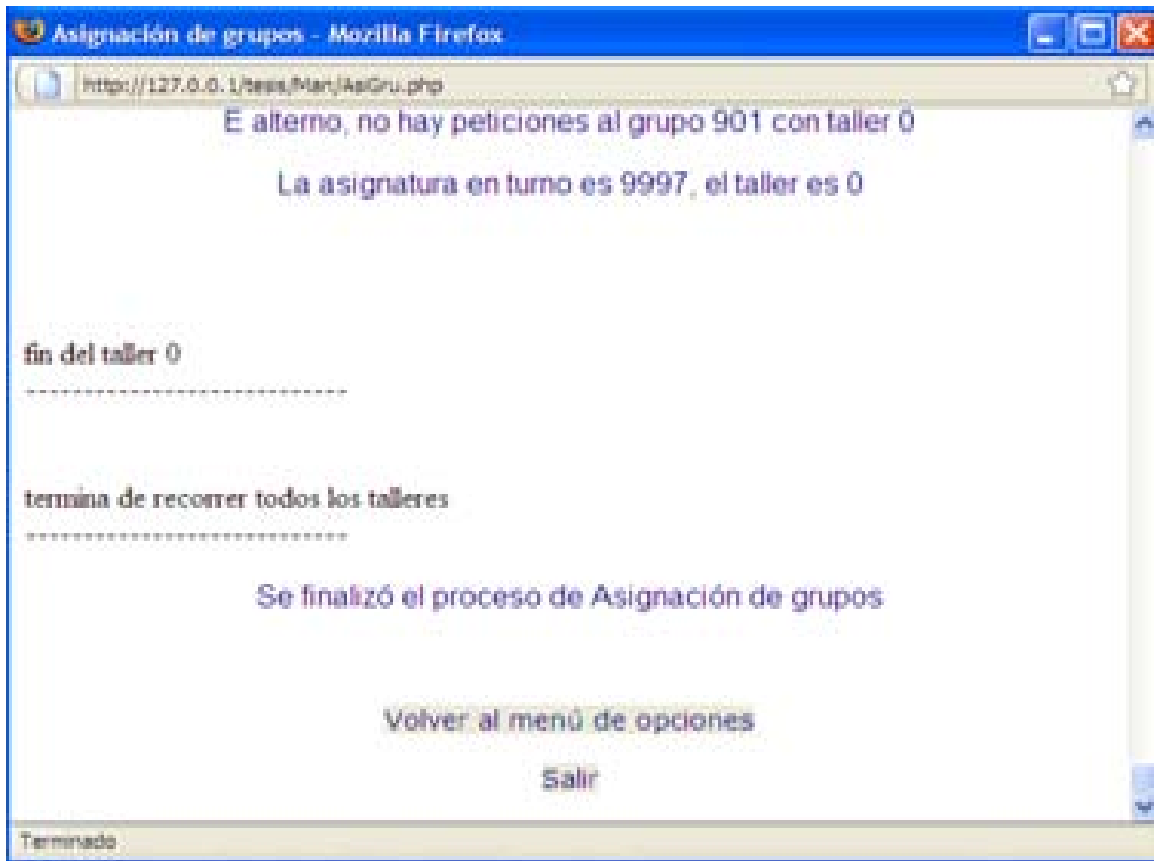 Asignación de grupos - Mozilla Firefox
http://127.0.0.1/tesis/Man/AsiGru.php
E alterno, no hay peticiones al grupo 901 con taller 0
La asignatura en turno es 9997, el taller es 0
fin del taller 0
----------------------------
termina de recorrer todos los talleres
----------------------------
Se finalizó el proceso de Asignación de grupos
Volver al menú de opciones
Salir
Terminado